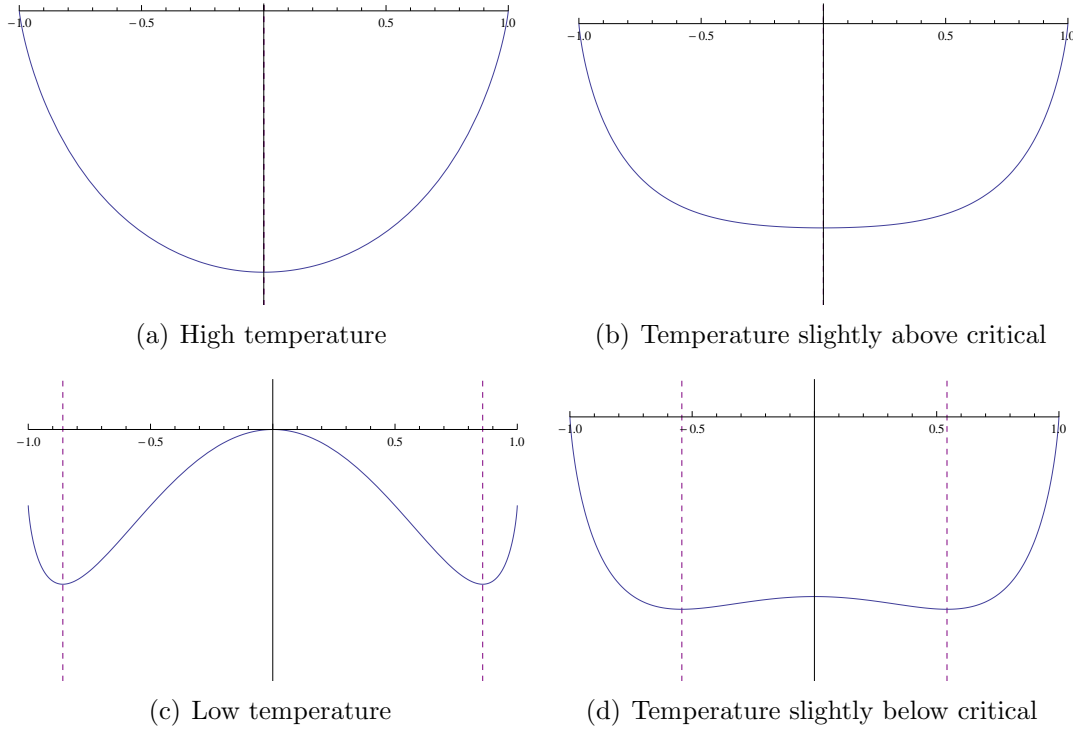 -1.0 -0.5 0.5 1.0
-1.0 -0.5 0.5 1.0
(a) High temperature
(b) Temperature slightly above critical
-1.0 -0.5 0.5 1.0
-1.0 -0.5 0.5 1.0
(c) Low temperature
(d) Temperature slightly below critical